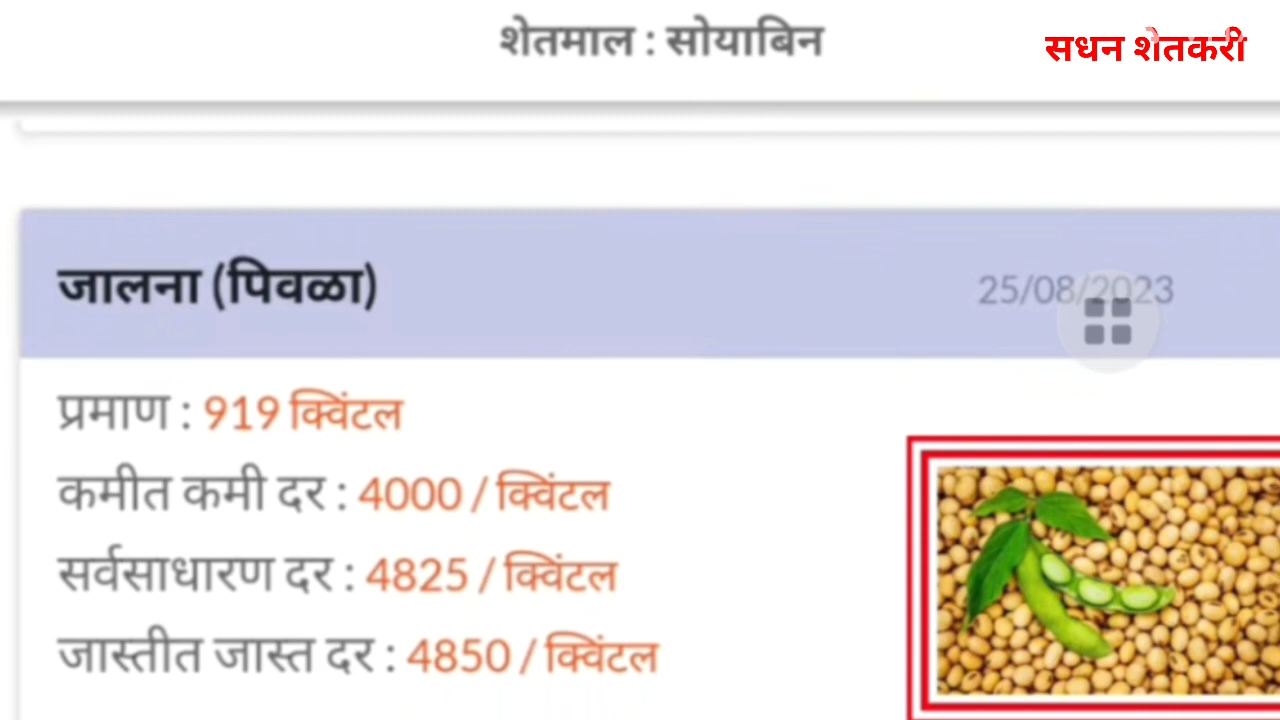 शेतमाल : सोयाबिन
सधन शेतकरी
जालना (पिवळा)
25/08/2023
प्रमाण : 919 क्विंटल
कमीत कमी दर : 4000 / क्विंटल
सर्वसाधारण दर : 4825 / क्विंटल
जास्तीत जास्त दर : 4850 / क्विंटल